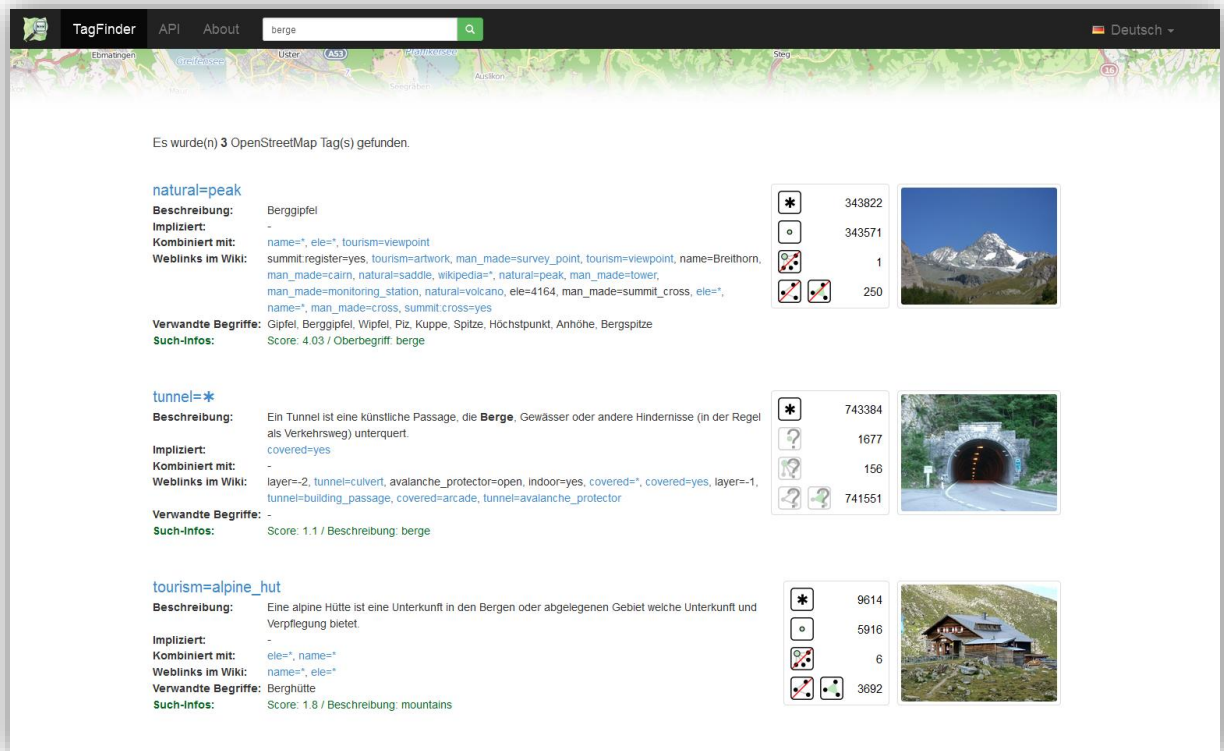 TagFinder API About berge Deutsch
Ebmatingen Greifensee Uster A53 Pfäffikersee Steg
Auslikon 16
Seegräben
Es wurde(n) 3 OpenStreetMap Tag(s) gefunden.
natural=peak
Beschreibung: Berggipfel
Impliziert: -
Kombiniert mit: name=*, ele=*, tourism=viewpoint
Weblinks im Wiki: summit:register=yes, tourism=artwork, man_made=survey_point, tourism=viewpoint, name=Breithorn,
man_made=cairn, natural=saddle, wikipedia=*, natural=peak, man_made=tower,
man_made=monitoring_station, natural=volcano, ele=4164, man_made=summit_cross, ele=*,
name=*, man_made=cross, summit:cross=yes
Verwandte Begriffe: Gipfel, Berggipfel, Wipfel, Piz, Kuppe, Spitze, Höchstpunkt, Anhöhe, Bergspitze
Such-Infos: Score: 4.03 / Oberbegriff: berge
343822
343571
1
250
tunnel=*
Beschreibung: Ein Tunnel ist eine künstliche Passage, die Berge, Gewässer oder andere Hindernisse (in der Regel
als Verkehrsweg) unterquert.
Impliziert: covered=yes
Kombiniert mit: -
Weblinks im Wiki: layer=-2, tunnel=culvert, avalanche_protector=open, indoor=yes, covered=*, covered=yes, layer=-1,
tunnel=building_passage, covered=arcade, tunnel=avalanche_protector
Verwandte Begriffe: -
Such-Infos: Score: 1.1 / Beschreibung: berge
743384
1677
156
741551
tourism=alpine_hut
Beschreibung: Eine alpine Hütte ist eine Unterkunft in den Bergen oder abgelegenen Gebiet welche Unterkunft und
Verpflegung bietet.
Impliziert: -
Kombiniert mit: ele=*, name=*
Weblinks im Wiki: name=*, ele=*
Verwandte Begriffe: Berghütte
Such-Infos: Score: 1.8 / Beschreibung: mountains
9614
5916
6
3692